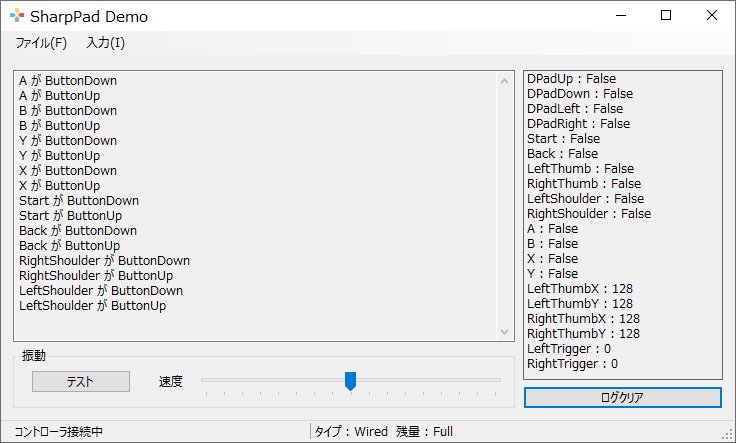 SharpPad Demo
ファイル(F) 入力(I)
A が ButtonDown
A が ButtonUp
B が ButtonDown
B が ButtonUp
Y が ButtonDown
Y が ButtonUp
X が ButtonDown
X が ButtonUp
Start が ButtonDown
Start が ButtonUp
Back が ButtonDown
Back が ButtonUp
RightShoulder が ButtonDown
RightShoulder が ButtonUp
LeftShoulder が ButtonDown
LeftShoulder が ButtonUp
DPadUp : False
DPadDown : False
DPadLeft : False
DPadRight : False
Start : False
Back : False
LeftThumb : False
RightThumb : False
LeftShoulder : False
RightShoulder : False
A : False
B : False
X : False
Y : False
LeftThumbX : 128
LeftThumbY : 128
RightThumbX : 128
RightThumbY : 128
LeftTrigger : 0
RightTrigger : 0
振動
テスト 速度
ログクリア
コントローラ接続中 タイプ : Wired 残量 : Full